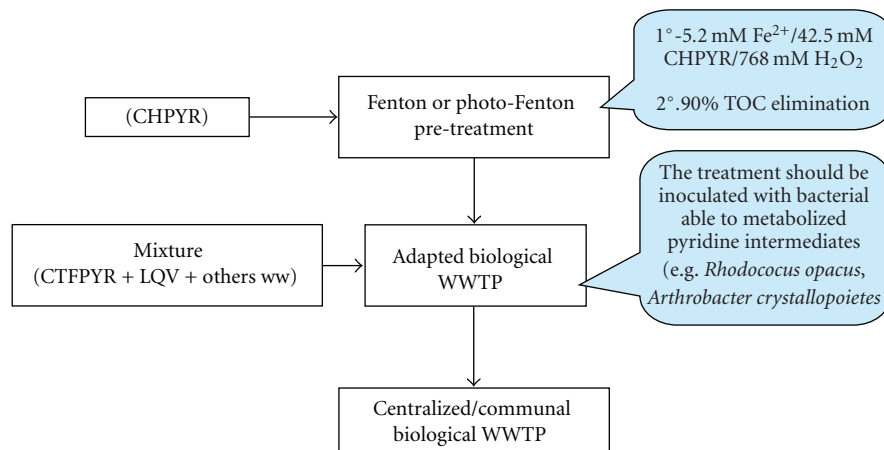 1°-5.2 mM Fe²⁺/42.5 mM
CHPYR/768 mM H₂O₂
2°.90% TOC elimination
(CHPYR)
Fenton or photo-Fenton
pre-treatment
The treatment should be
inoculated with bacterial
able to metabolized
pyridine intermediates
(e.g. Rhodococus opacus,
Arthrobacter crystallopoietes
Mixture
(CTFPYR + LQV + others ww)
Adapted biological
WWTP
Centralized/communal
biological WWTP